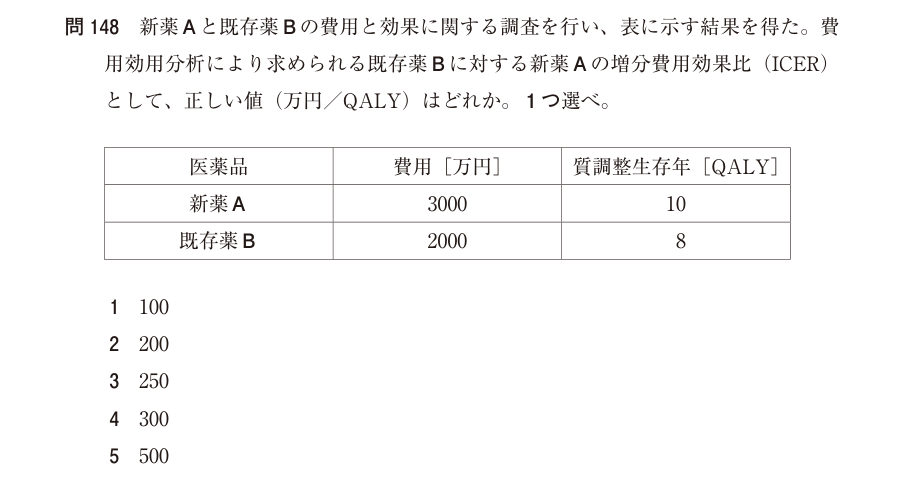 問 148 新薬Aと既存薬Bの費用と効果に関する調査を行い、表に示す結果を得た。費
用効用分析により求められる既存薬Bに対する新薬Aの増分費用効果比（ICER）
として、正しい値（万円／QALY）はどれか。1つ選べ。
医薬品 費用［万円］ 質調整生存年［QALY］
新薬A 3000 10
既存薬B 2000 8
1 100
2 200
3 250
4 300
5 500